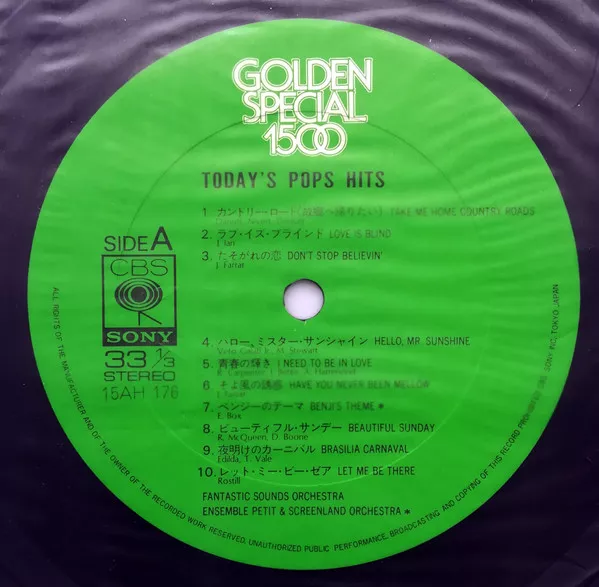 GOLDEN
SPECIAL
1500
TODAY'S POPS HITS
1. カントリー・ロード(故郷へ帰りたい) TAKE ME HOME COUNTRY ROADS
2. ラブ・イズ・ブラインド LOVE IS BLIND
J. Ian
3. たそがれの恋 DON'T STOP BELIEVIN'
J. Farrar
SIDE A
CBS
SONY
33 1/3
STEREO
15AH 176
4. ハロー、ミスター・サンシャイン HELLO, MR. SUNSHINE
M. Stewart
5. 青春の輝き I NEED TO BE IN LOVE
R. Carpenter, J. Bettis, A. Hammond
6. そよ風の誘惑 HAVE YOU NEVER BEEN MELLOW
J. Farrar
7. ベンジーのテーマ BENJI'S THEME *
E. Box
8. ビューティフル・サンデー BEAUTIFUL SUNDAY
R. McQueen, D. Boone
9. 夜明けのカーニバル BRASILIA CARNAVAL
Edilda, T. Vale
10. レット・ミー・ビー・ゼア LET ME BE THERE
Rostill
FANTASTIC SOUNDS ORCHESTRA
ENSEMBLE PETIT & SCREENLAND ORCHESTRA *
ALL RIGHTS OF THE MANUFACTURER AND OF THE OWNER OF THE RECORDED WORK RESERVED. UNAUTHORIZED PUBLIC PERFORMANCE, BROADCASTING AND COPYING OF THIS RECORD PROHIBITED CBS SONY INC. TOKYO, JAPAN